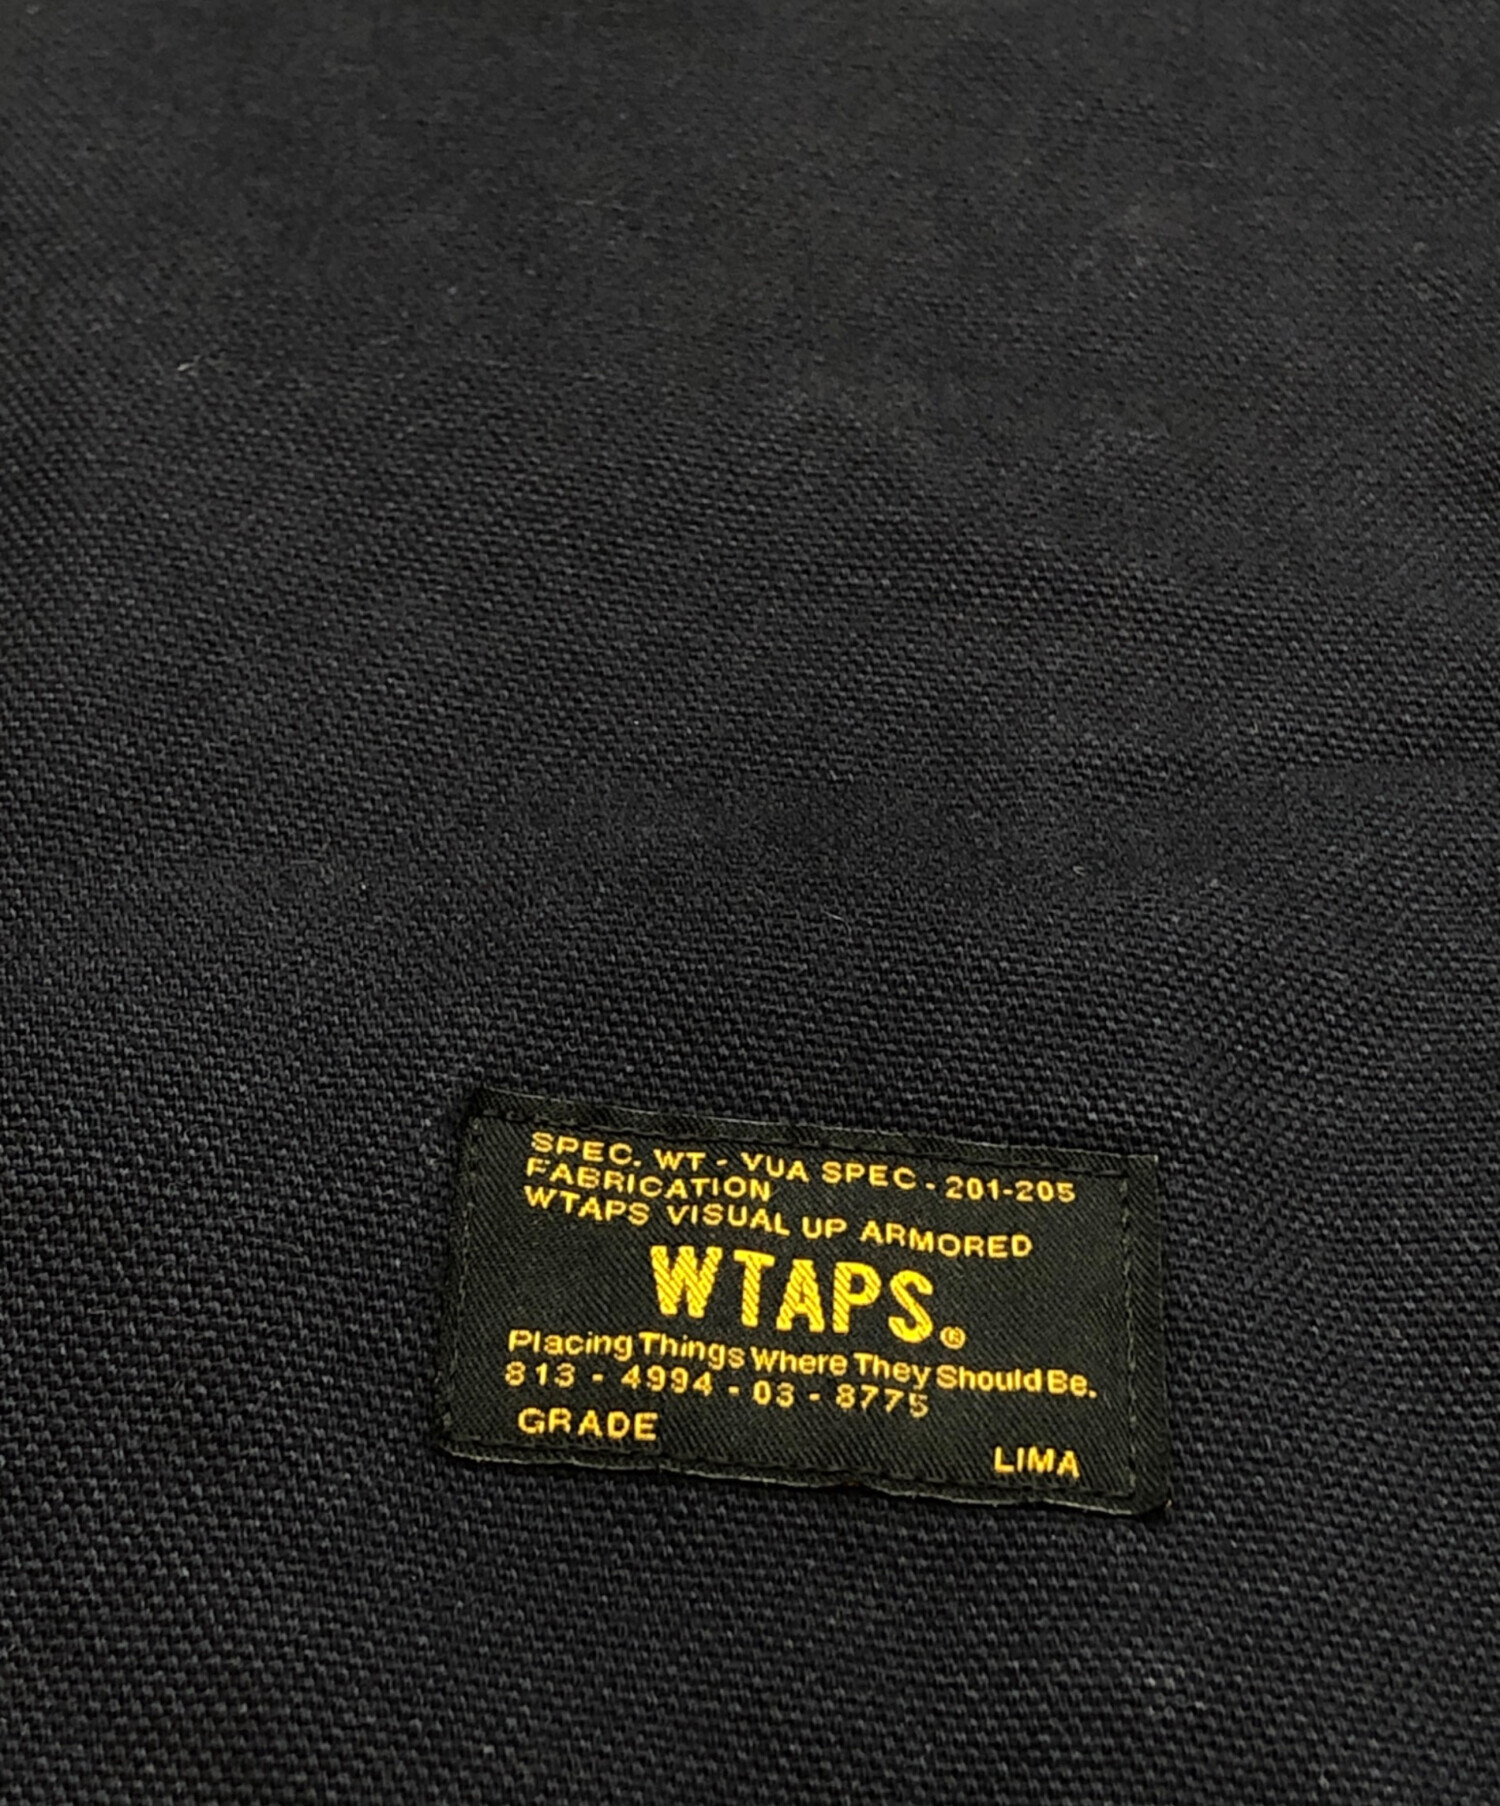 SPEC. WT - VUA SPEC - 201-205
FABRICATION
WTAPS VISUAL UP ARMORED
WTAPS®
Placing Things Where They Should Be.
813 - 4994 - 03 - 8775
GRADE LIMA